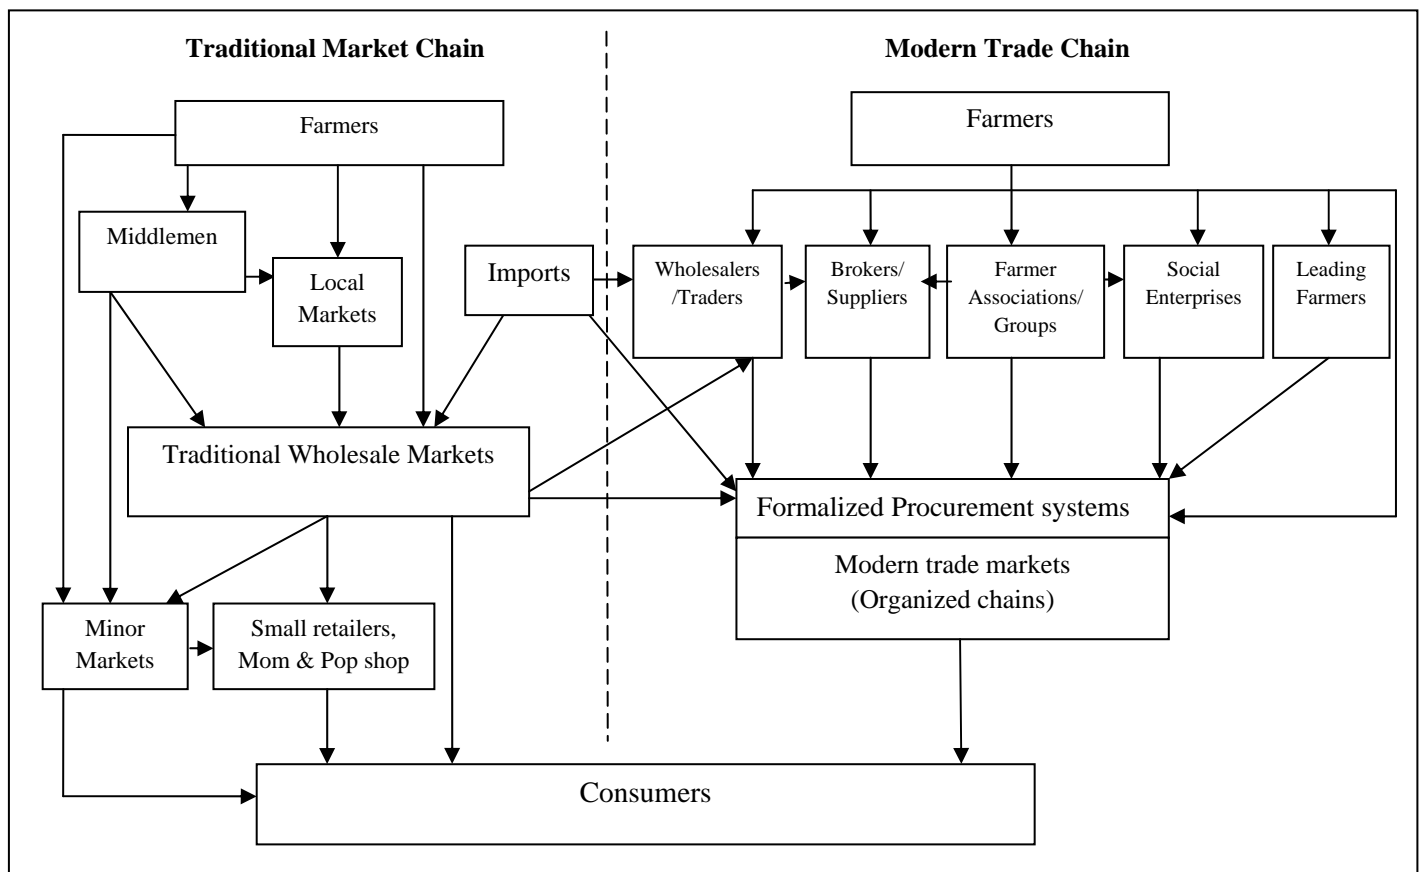 Traditional Market Chain
Modern Trade Chain
Farmers
Farmers
Middlemen
Local
Markets
Imports
Wholesalers
/Traders
Brokers/
Suppliers
Farmer
Associations/
Groups
Social
Enterprises
Leading
Farmers
Traditional Wholesale Markets
Formalized Procurement systems
Modern trade markets
(Organized chains)
Minor
Markets
Small retailers,
Mom & Pop shop
Consumers